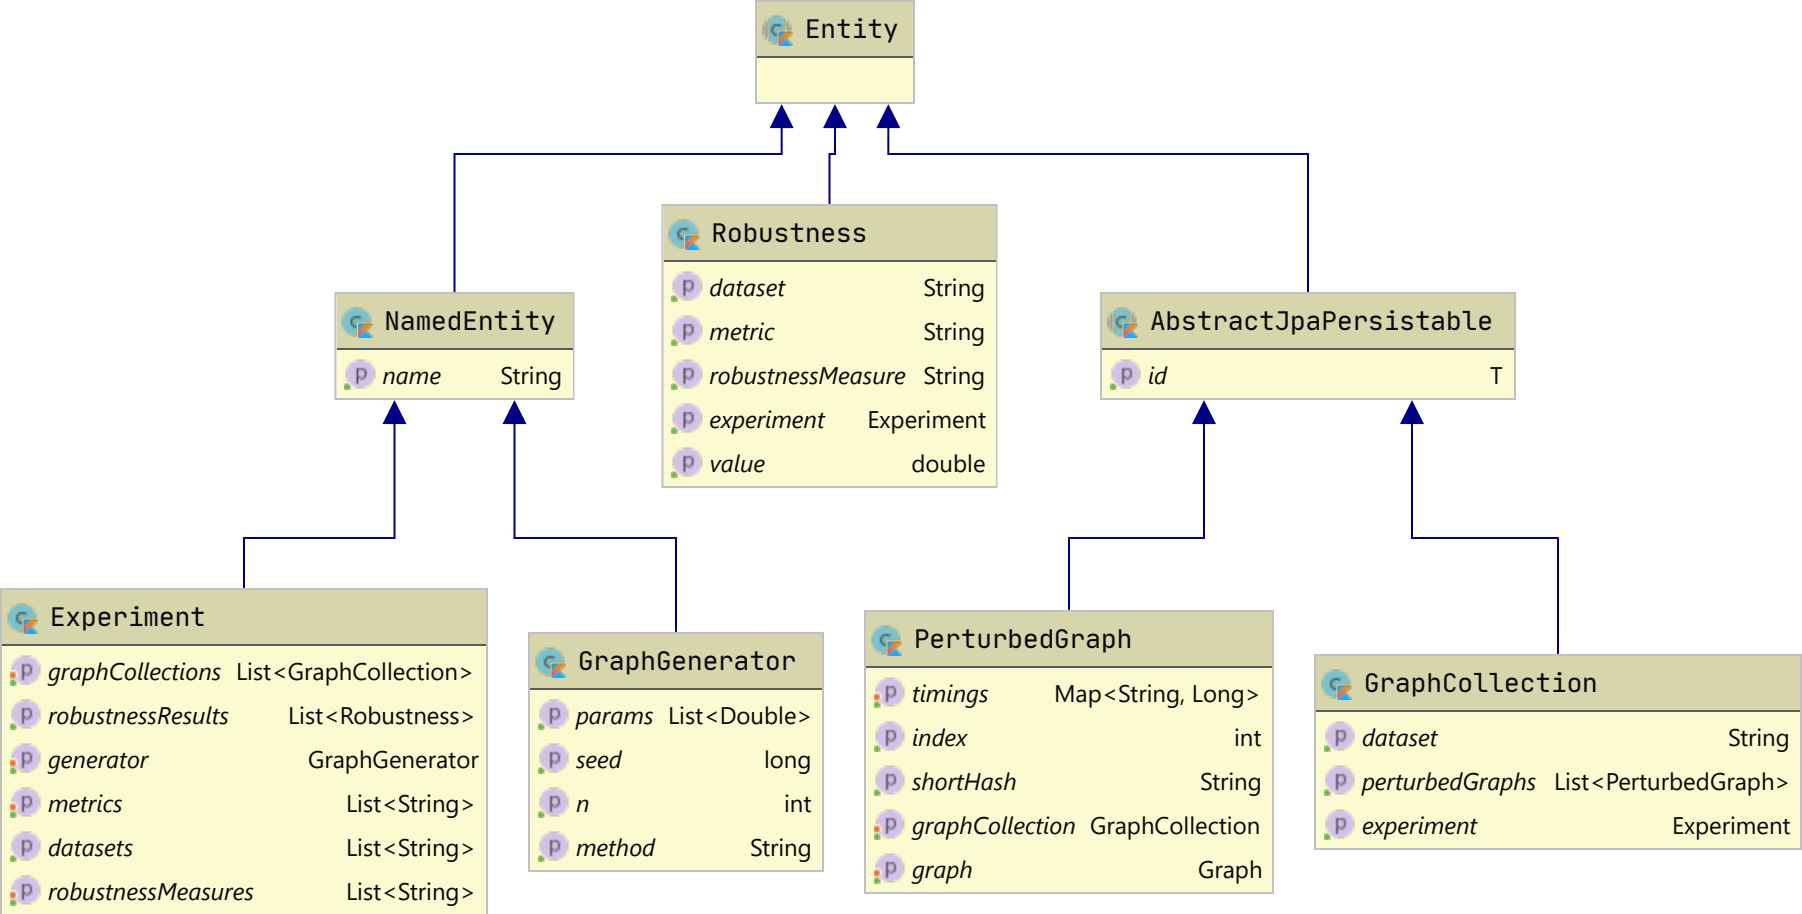 Entity
Robustness
dataset String
metric String
robustnessMeasure String
experiment Experiment
value double
NamedEntity
name String
AbstractJpaPersistable
id T
Experiment
graphCollections List<GraphCollection>
robustnessResults List<Robustness>
generator GraphGenerator
metrics List<String>
datasets List<String>
robustnessMeasures List<String>
GraphGenerator
params List<Double>
seed long
n int
method String
PerturbedGraph
timings Map<String, Long>
index int
shortHash String
graphCollection GraphCollection
graph Graph
GraphCollection
dataset String
perturbedGraphs List<PerturbedGraph>
experiment Experiment